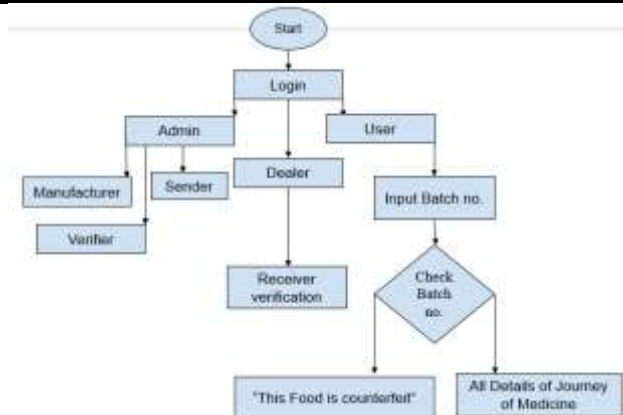 Start
Login
Admin
User
Manufacturer
Sender
Dealer
Input Batch no.
Verifier
Receiver
verification
Check
Batch
no.
"This Food is counterfeit"
All Details of Journey
of Medicine